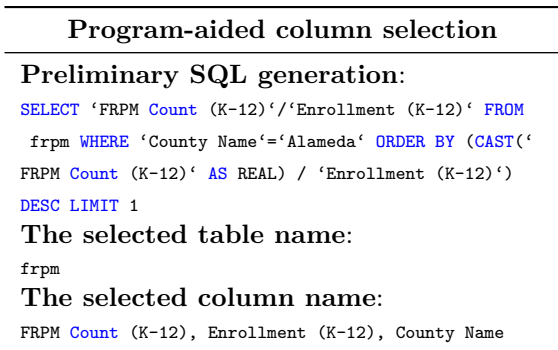 Program-aided column selection
Preliminary SQL generation:
SELECT ‘FRPM Count (K-12)‘/‘Enrollment (K-12)‘ FROM
frpm WHERE ‘County Name‘=‘Alameda‘ ORDER BY (CAST(‘
FRPM Count (K-12)‘ AS REAL) / ‘Enrollment (K-12)‘)
DESC LIMIT 1
The selected table name:
frpm
The selected column name:
FRPM Count (K-12), Enrollment (K-12), County Name